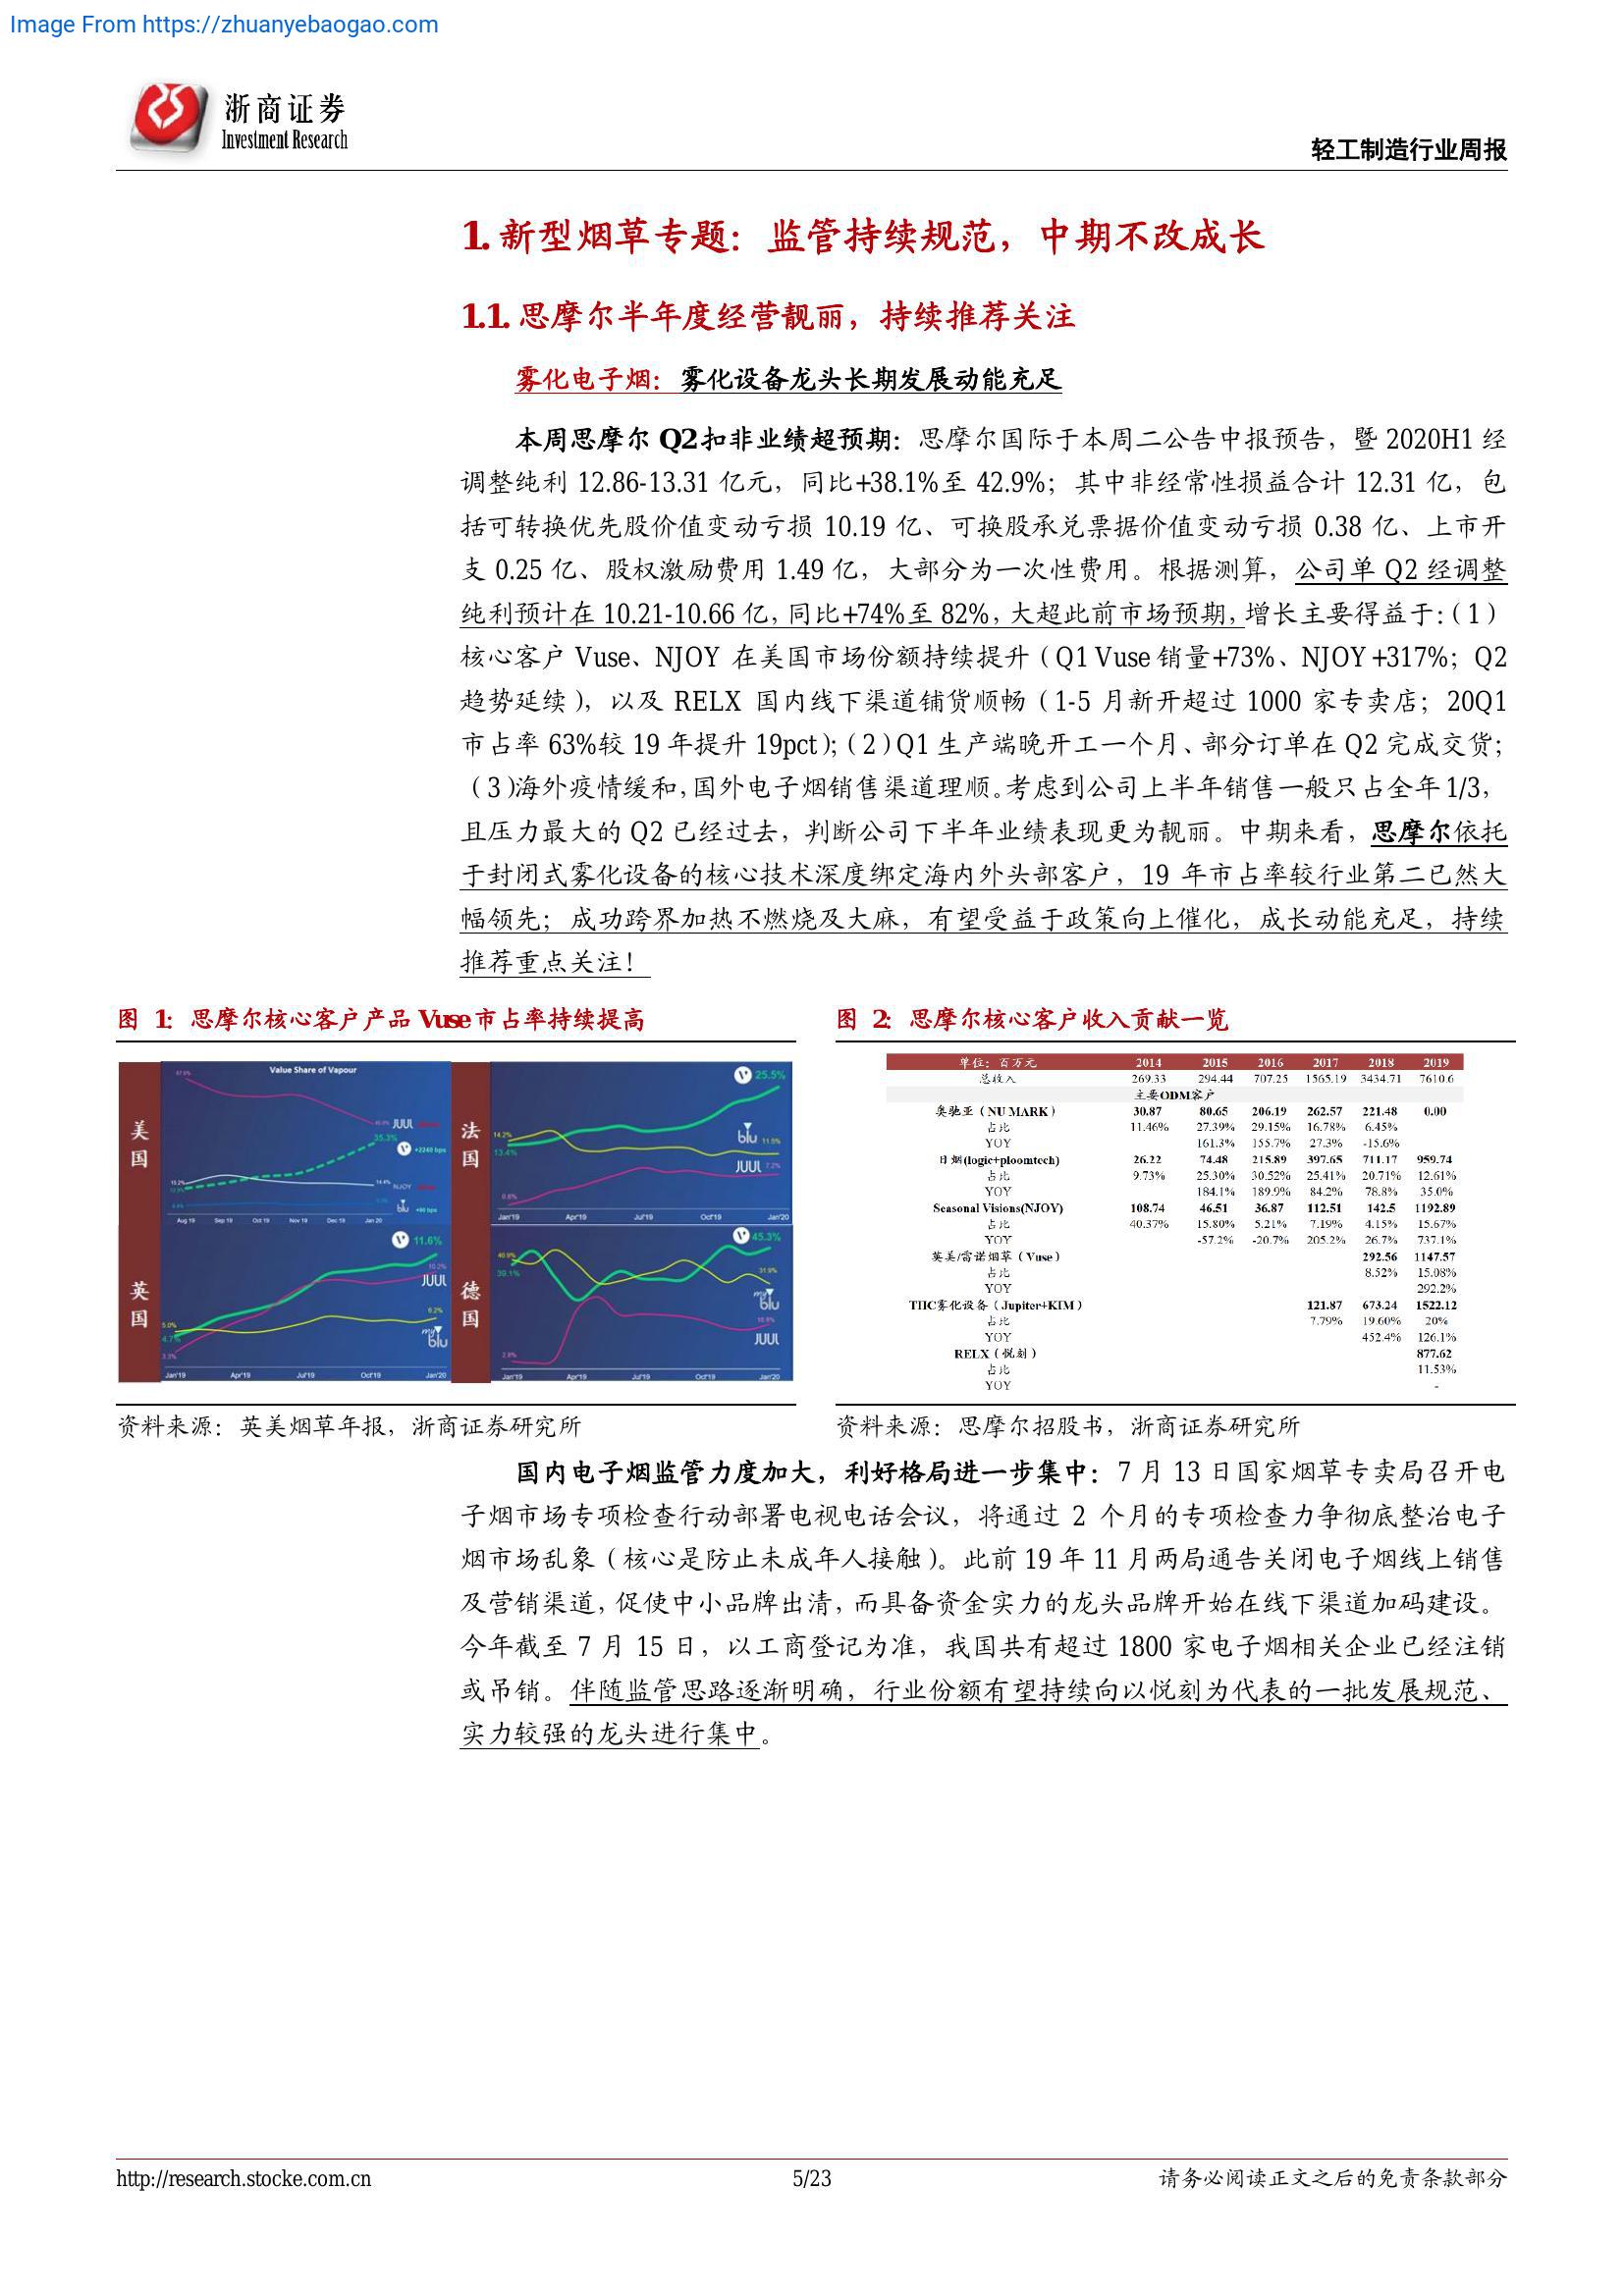 Image From https://zhuanyebaogao.com
浙商证券
Investment Research
轻工制造行业周报
1. 新型烟草专题：监管持续规范，中期不改成长
1.1. 思摩尔半年度经营靓丽，持续推荐关注
雾化电子烟：雾化设备龙头长期发展动能充足
本周思摩尔 Q2扣非业绩超预期：思摩尔国际于本周二公告中报预告，暨 2020H1 经
调整纯利 12.86-13.31 亿元，同比+38.1%至 42.9%；其中非经常性损益合计 12.31 亿，包
括可转换优先股价值变动亏损 10.19 亿、可换股承兑票据价值变动亏损 0.38 亿、上市开
支 0.25 亿、股权激励费用 1.49 亿，大部分为一次性费用。根据测算，公司单 Q2 经调整
纯利预计在 10.21-10.66 亿，同比+74%至 82%，大超此前市场预期，增长主要得益于：（1）
核心客户 Vuse、NJOY 在美国市场份额持续提升（Q1 Vuse 销量+73%、NJOY +317%；Q2
趋势延续），以及 RELX 国内线下渠道铺货顺畅（1-5 月新开超过 1000 家专卖店；20Q1
市占率 63%较 19 年提升 19pct）；（2）Q1 生产端晚开工一个月、部分订单在 Q2 完成交货；
（3）海外疫情缓和，国外电子烟销售渠道理顺。考虑到公司上半年销售一般只占全年 1/3，
且压力最大的 Q2 已经过去，判断公司下半年业绩表现更为靓丽。中期来看，思摩尔依托
于封闭式雾化设备的核心技术深度绑定海内外头部客户，19 年市占率较行业第二已然大
幅领先；成功跨界加热不燃烧及大麻，有望受益于政策向上催化，成长动能充足，持续
推荐重点关注！
图 1：思摩尔核心客户产品 Vuse 市占率持续提高
Value Share of Vapour
美国
67.9%
JUUL
35.3%
+2240 bps
15.2%
14.4% NJOY
blu +90 bps
Aug 19 Sep 19 Oct 19 Nov 19 Dec 19 Jan 20
法国
25.5%
14.2%
13.4%
blu 11.5%
JUUL 7.2%
0.6%
Jan'19 Apr'19 Jul'19 Oct'19 Jan'20
英国
11.6%
10.2%
JUUL
6.2%
5.0%
4.7%
3.3%
my blu
Jan'19 Apr'19 Jul'19 Oct'19 Jan'20
德国
45.3%
40.9%
39.1%
31.9%
my blu
JUUL
2.8%
Jan'19 Apr'19 Jul'19 Oct'19 Jan'20
资料来源：英美烟草年报，浙商证券研究所
图 2：思摩尔核心客户收入贡献一览
单位：百万元 2014 2015 2016 2017 2018 2019
总收入 269.33 294.44 707.25 1565.19 3434.71 7610.6
主要ODM客户
奥驰亚（NU MARK） 30.87 80.65 206.19 262.57 221.48 0.00
占比 11.46% 27.39% 29.15% 16.78% 6.45%
YOY 161.3% 155.7% 27.3% -15.6%
日烟(logic+ploomtech) 26.22 74.48 215.89 397.65 711.17 959.74
占比 9.73% 25.30% 30.52% 25.41% 20.71% 12.61%
YOY 184.1% 189.9% 84.2% 78.8% 35.0%
Seasonal Visions(NJOY) 108.74 46.51 36.87 112.51 142.5 1192.89
占比 40.37% 15.80% 5.21% 7.19% 4.15% 15.67%
YOY -57.2% -20.7% 205.2% 26.7% 737.1%
英美/雷诺烟草（Vuse） 292.56 1147.57
占比 8.52% 15.08%
YOY 292.2%
THC雾化设备（Jupiter+KIM） 121.87 673.24 1522.12
占比 7.79% 19.60% 20%
YOY 452.4% 126.1%
RELX（悦刻） 877.62
占比 11.53%
YOY -
资料来源：思摩尔招股书，浙商证券研究所
国内电子烟监管力度加大，利好格局进一步集中：7 月 13 日国家烟草专卖局召开电
子烟市场专项检查行动部署电视电话会议，将通过 2 个月的专项检查力争彻底整治电子
烟市场乱象（核心是防止未成年人接触）。此前 19 年 11 月两局通告关闭电子烟线上销售
及营销渠道，促使中小品牌出清，而具备资金实力的龙头品牌开始在线下渠道加码建设。
今年截至 7 月 15 日，以工商登记为准，我国共有超过 1800 家电子烟相关企业已经注销
或吊销。伴随监管思路逐渐明确，行业份额有望持续向以悦刻为代表的一批发展规范、
实力较强的龙头进行集中。
http://research.stocke.com.cn
5/23
请务必阅读正文之后的免责条款部分